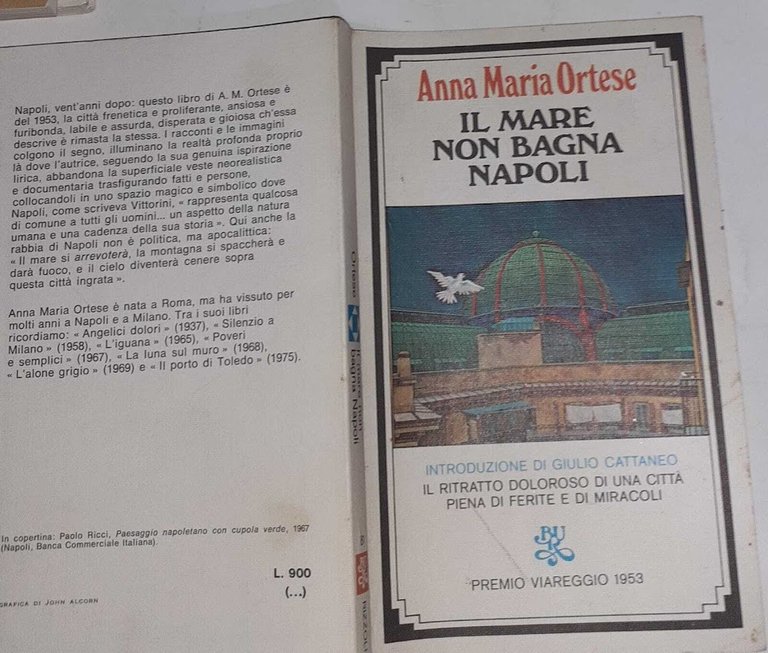 Napoli, vent'anni dopo: questo libro di A. M. Ortese è
del 1953, la città frenetica e proliferante, ansiosa e
furibonda, labile e assurda, disperata e gioiosa ch'essa
descrive è rimasta la stessa. I racconti e le immagini
colgono il segno, illuminano la realtà profonda proprio
là dove l'autrice, seguendo la sua genuina ispirazione
lirica, abbandona la superficiale veste neorealistica
e documentaria trasfigurando fatti e persone,
collocandoli in uno spazio magico e simbolico dove
Napoli, come scriveva Vittorini, « rappresenta qualcosa
di comune a tutti gli uomini... un aspetto della natura
umana e una cadenza della sua storia ». Qui anche la
rabbia di Napoli non è politica, ma apocalittica:
« Il mare si arrevoterà, la montagna si spaccherà e
darà fuoco, e il cielo diventerà cenere sopra
questa città ingrata ».
Anna Maria Ortese è nata a Roma, ma ha vissuto per
molti anni a Napoli e a Milano. Tra i suoi libri
ricordiamo: « Angelici dolori » (1937), « Silenzio a
Milano » (1958), « L'iguana » (1965), « Poveri
e semplici » (1967), « La luna sul muro » (1968),
« L'alone grigio » (1969) e « Il porto di Toledo » (1975).
In copertina: Paolo Ricci, Paesaggio napoletano con cupola verde, 1967
(Napoli, Banca Commerciale Italiana).
L. 900
(...)
GRAFICA DI JOHN ALCORN
Ortese
Il mare non
bagna Napoli
BUR
RIZZOLI
Anna Maria Ortese
IL MARE
NON BAGNA
NAPOLI
INTRODUZIONE DI GIULIO CATTANEO
IL RITRATTO DOLOROSO DI UNA CITTÀ
PIENA DI FERITE E DI MIRACOLI
BUR
PREMIO VIAREGGIO 1953